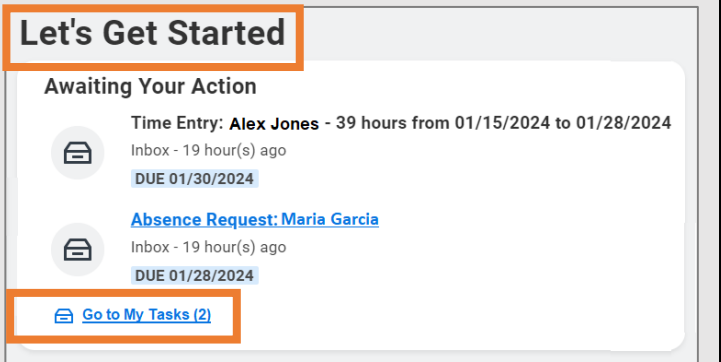 Let's Get Started
Awaiting Your Action
Time Entry: Alex Jones - 39 hours from 01/15/2024 to 01/28/2024
Inbox - 19 hour(s) ago
DUE 01/30/2024
Absence Request: Maria Garcia
Inbox - 19 hour(s) ago
DUE 01/28/2024
Go to My Tasks (2)